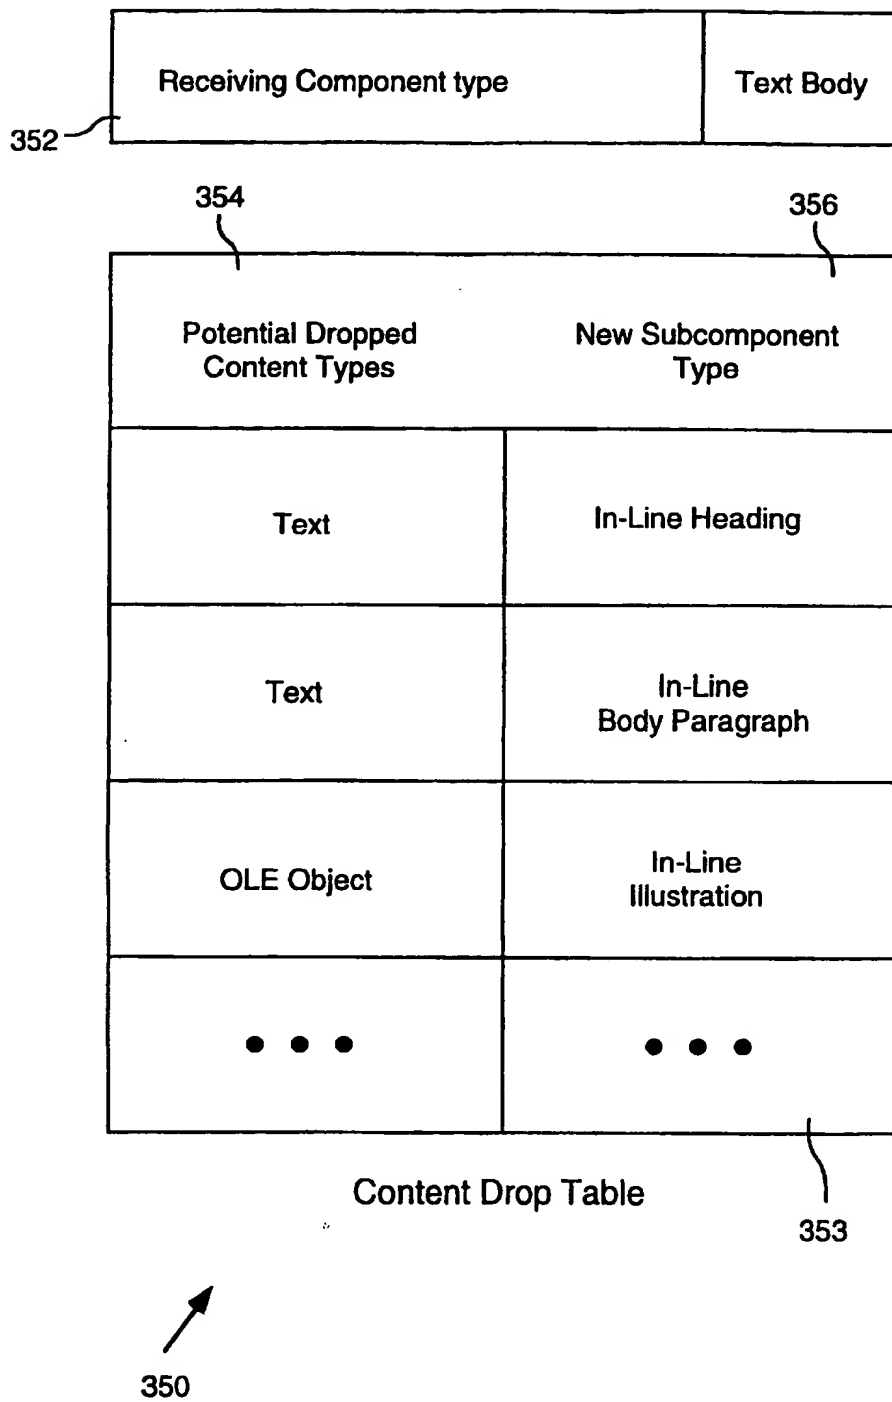 Receiving Component type
Text Body
352
354
356
Potential Dropped
Content Types
New Subcomponent
Type
Text
In-Line Heading
Text
In-Line
Body Paragraph
OLE Object
In-Line
Illustration
• • •
• • •
Content Drop Table
353
350